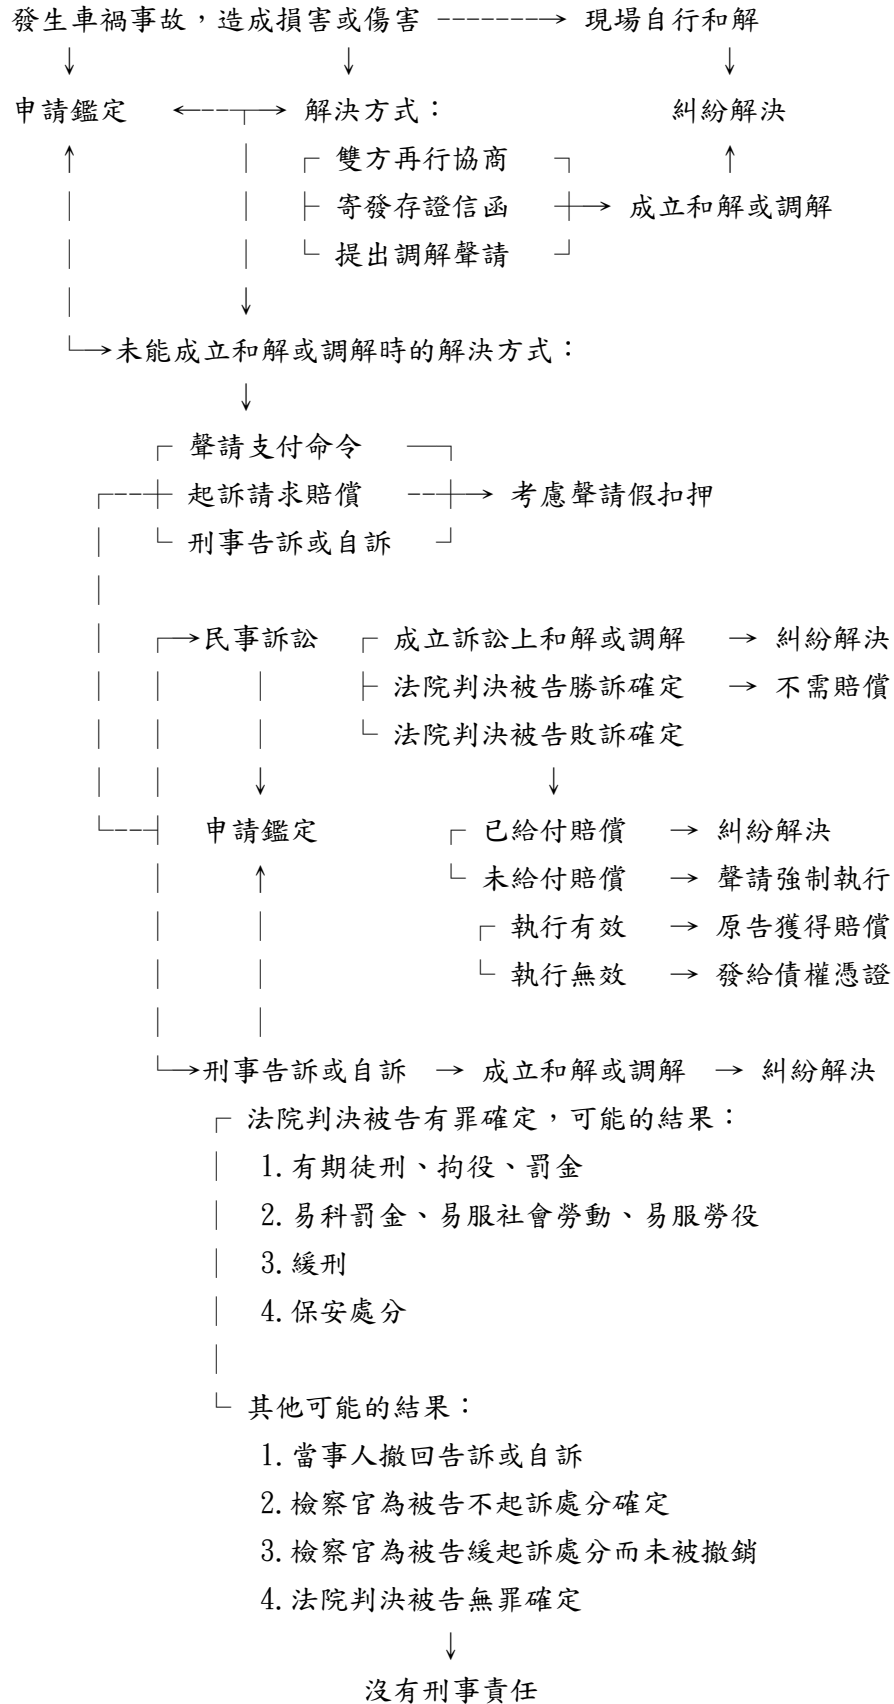 發生車禍事故，造成損害或傷害 -------→ 現場自行和解
↓ ↓ ↓
申請鑑定 ←--┬→ 解決方式： 糾紛解決
↑ │ ┌ 雙方再行協商 ┐ ↑
│ │ ├ 寄發存證信函 ┼→ 成立和解或調解
│ │ └ 提出調解聲請 ┘
│ ↓
└→未能成立和解或調解時的解決方式：
↓
┌ 聲請支付命令 ─┐
┌--┼ 起訴請求賠償 --┼→ 考慮聲請假扣押
│ └ 刑事告訴或自訴 ┘
│
│ ┌→民事訴訟 ┌ 成立訴訟上和解或調解 → 糾紛解決
│ │ │ ├ 法院判決被告勝訴確定 → 不需賠償
│ │ │ └ 法院判決被告敗訴確定
│ │ ↓ ↓
└--┤ 申請鑑定 ┌ 已給付賠償 → 糾紛解決
│ ↑ └ 未給付賠償 → 聲請強制執行
│ │ ┌ 執行有效 → 原告獲得賠償
│ │ └ 執行無效 → 發給債權憑證
│ │
└→刑事告訴或自訴 → 成立和解或調解 → 糾紛解決
┌ 法院判決被告有罪確定，可能的結果：
│ 1.有期徒刑、拘役、罰金
│ 2.易科罰金、易服社會勞動、易服勞役
│ 3.緩刑
│ 4.保安處分
│
└ 其他可能的結果：
1.當事人撤回告訴或自訴
2.檢察官為被告不起訴處分確定
3.檢察官為被告緩起訴處分而未被撤銷
4.法院判決被告無罪確定
↓
沒有刑事責任